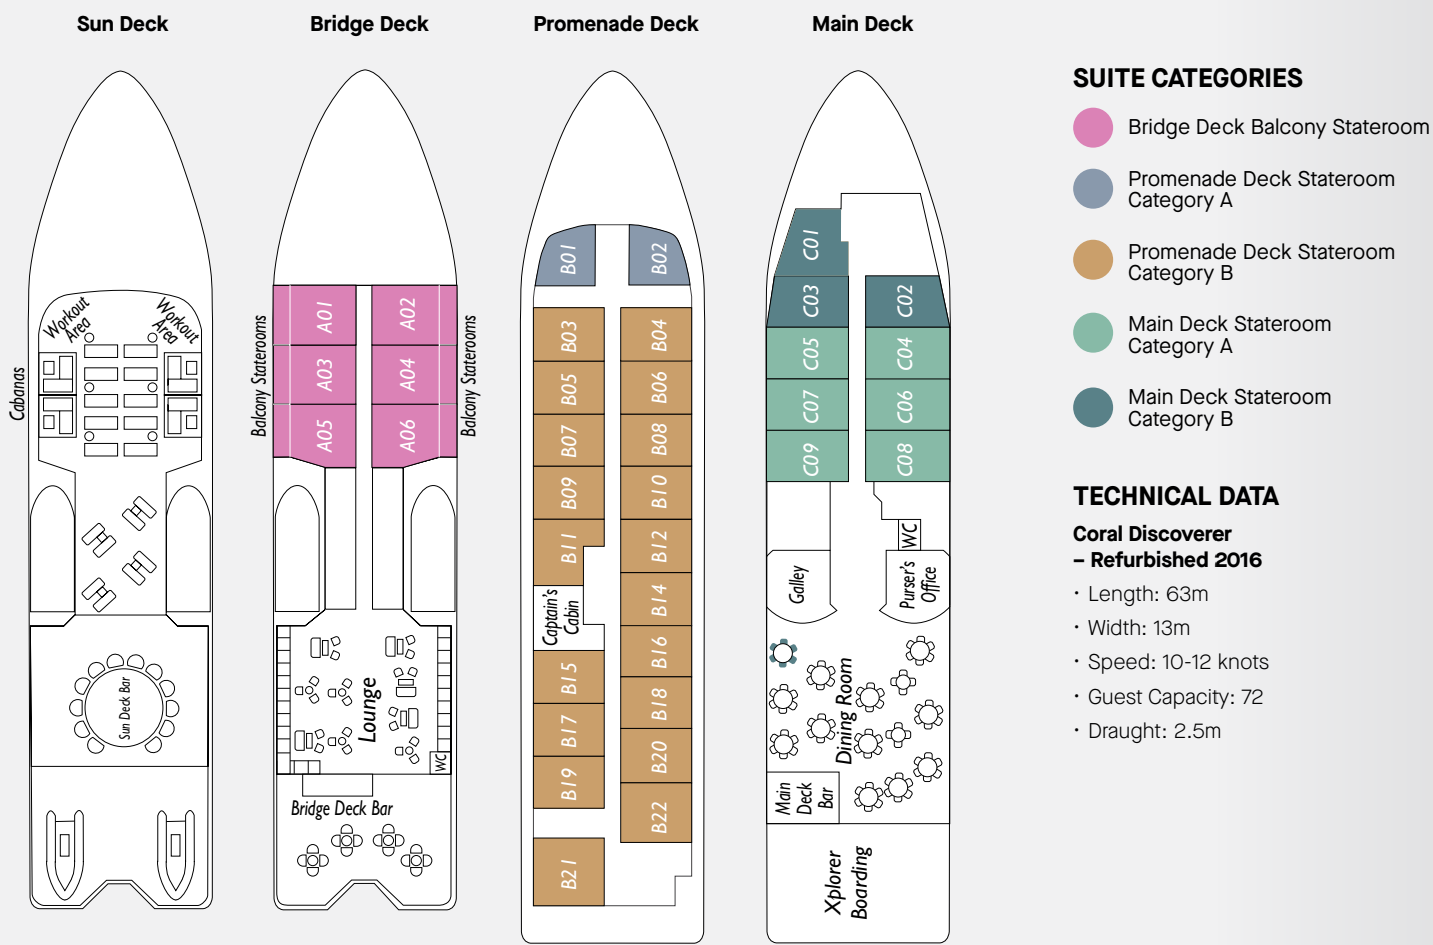 Sun Deck
Bridge Deck
Promenade Deck
Main Deck
Workout
Area
Workout
Area
Cabanas
Sun Deck Bar
Balcony Staterooms
A01
A02
A03
A04
A05
A06
Balcony Staterooms
Lounge
WC
Bridge Deck Bar
B01
B02
B03
B04
B05
B06
B07
B08
B09
B10
B11
B12
Captain's
Cabin
B14
B16
B15
B18
B17
B20
B19
B22
B21
C01
C03
C02
C05
C04
C07
C06
C09
C08
WC
Galley
Purser's
Office
Dining Room
Main
Deck
Bar
Xplorer
Boarding
SUITE CATEGORIES
Bridge Deck Balcony Stateroom
Promenade Deck Stateroom
Category A
Promenade Deck Stateroom
Category B
Main Deck Stateroom
Category A
Main Deck Stateroom
Category B
TECHNICAL DATA
Coral Discoverer
– Refurbished 2016
· Length: 63m
· Width: 13m
· Speed: 10-12 knots
· Guest Capacity: 72
· Draught: 2.5m